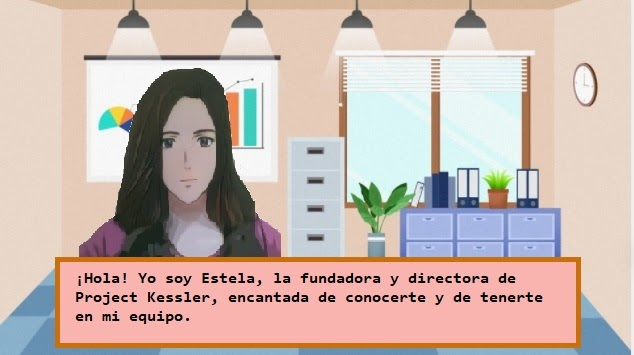 ¡Hola! Yo soy Estela, la fundadora y directora de
Project Kessler, encantada de conocerte y de tenerte
en mi equipo.